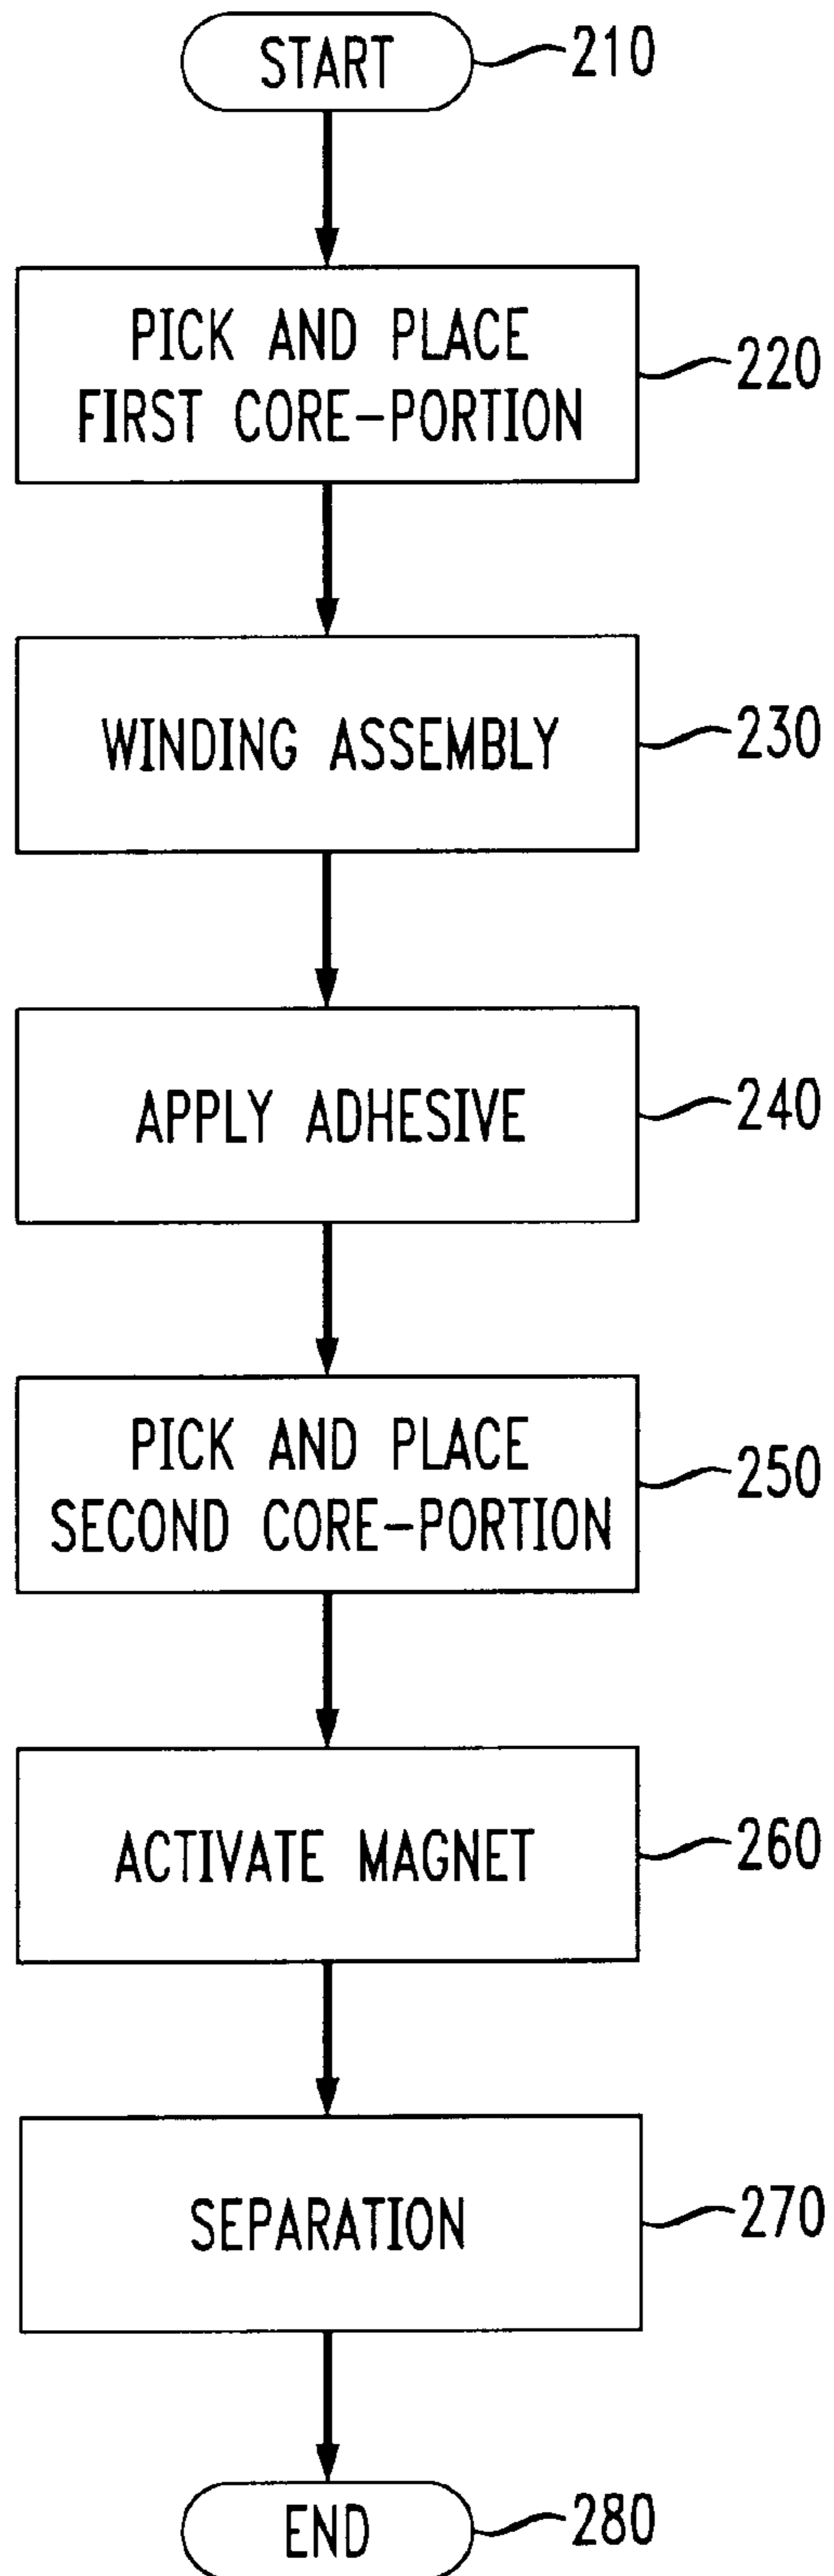 START
210
PICK AND PLACE
FIRST CORE-PORTION
220
WINDING ASSEMBLY
230
APPLY ADHESIVE
240
PICK AND PLACE
SECOND CORE-PORTION
250
ACTIVATE MAGNET
260
SEPARATION
270
END
280